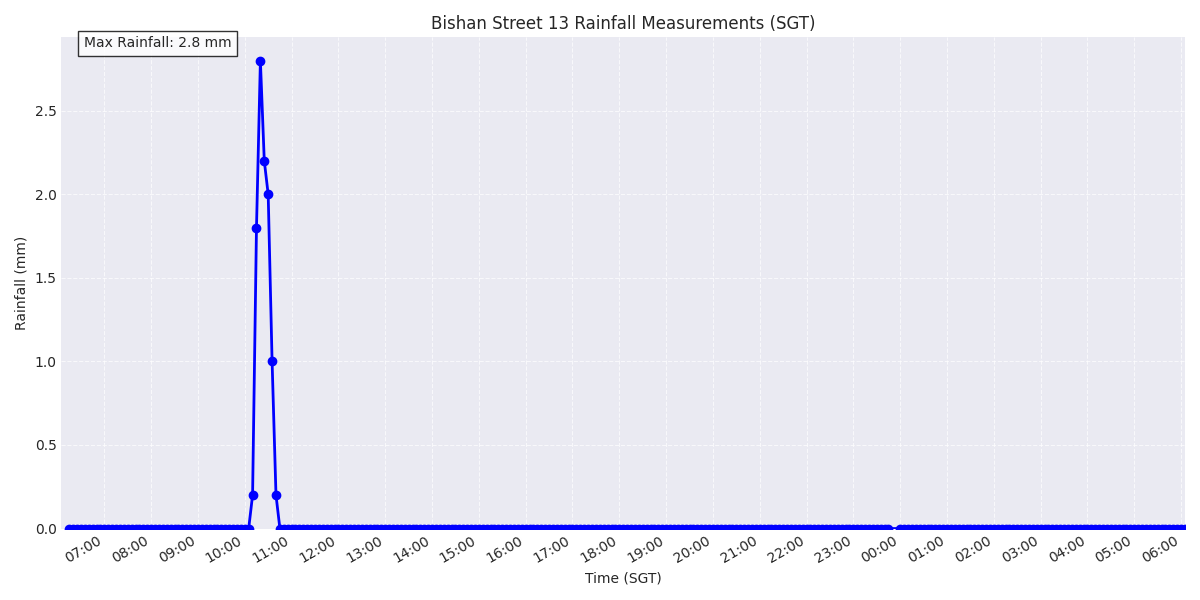 Bishan Street 13 Rainfall Measurements (SGT)
Max Rainfall: 2.8 mm
2.5
2.0
1.5
1.0
0.5
0.0
Rainfall (mm)
07:00 08:00 09:00 10:00 11:00 12:00 13:00 14:00 15:00 16:00 17:00 18:00 19:00 20:00 21:00 22:00 23:00 00:00 01:00 02:00 03:00 04:00 05:00 06:00
Time (SGT)